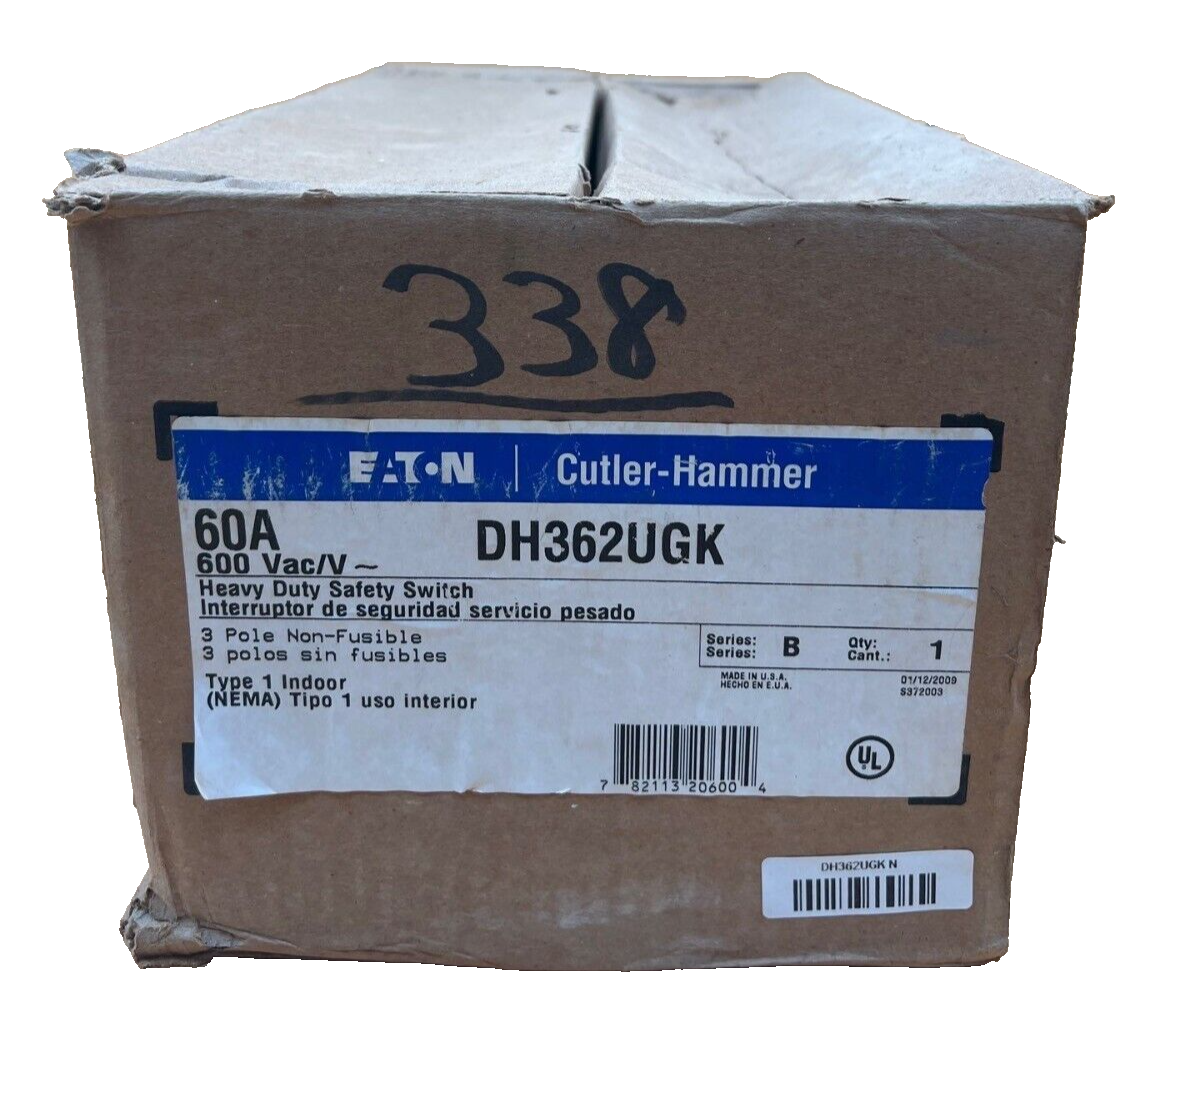 338
EATON | Cutler-Hammer
60A DH362UGK
600 Vac/V ~
Heavy Duty Safety Switch
Interruptor de seguridad servicio pesado
3 Pole Non-Fusible
3 polos sin fusibles
Series: B Qty: 1
Series: Cant.:
Type 1 Indoor
(NEMA) Tipo 1 uso interior
MADE IN U.S.A.
HECHO EN E.U.A.
01/12/2009
S372003
7 82113 20600 4
UL
DH362UGK N